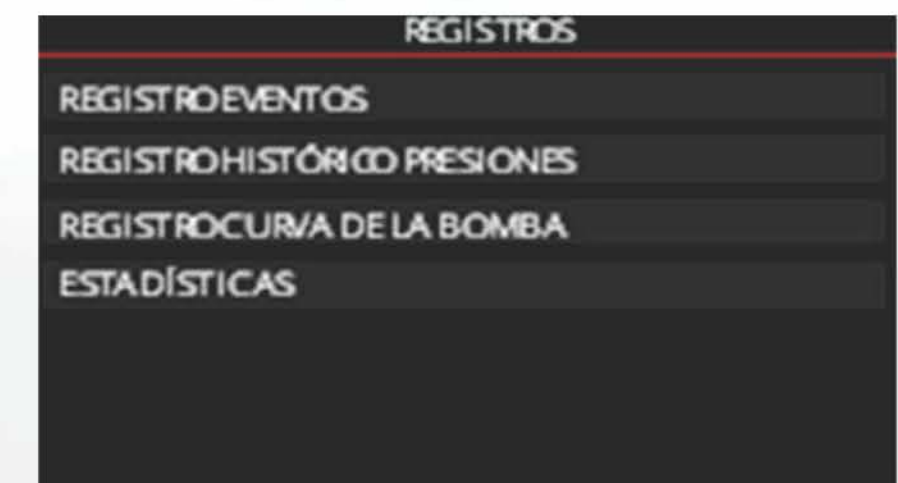 REGISTROS
REGISTRO EVENTOS
REGISTRO HISTÓRICO PRESIONES
REGISTRO CURVA DE LA BOMBA
ESTADÍSTICAS